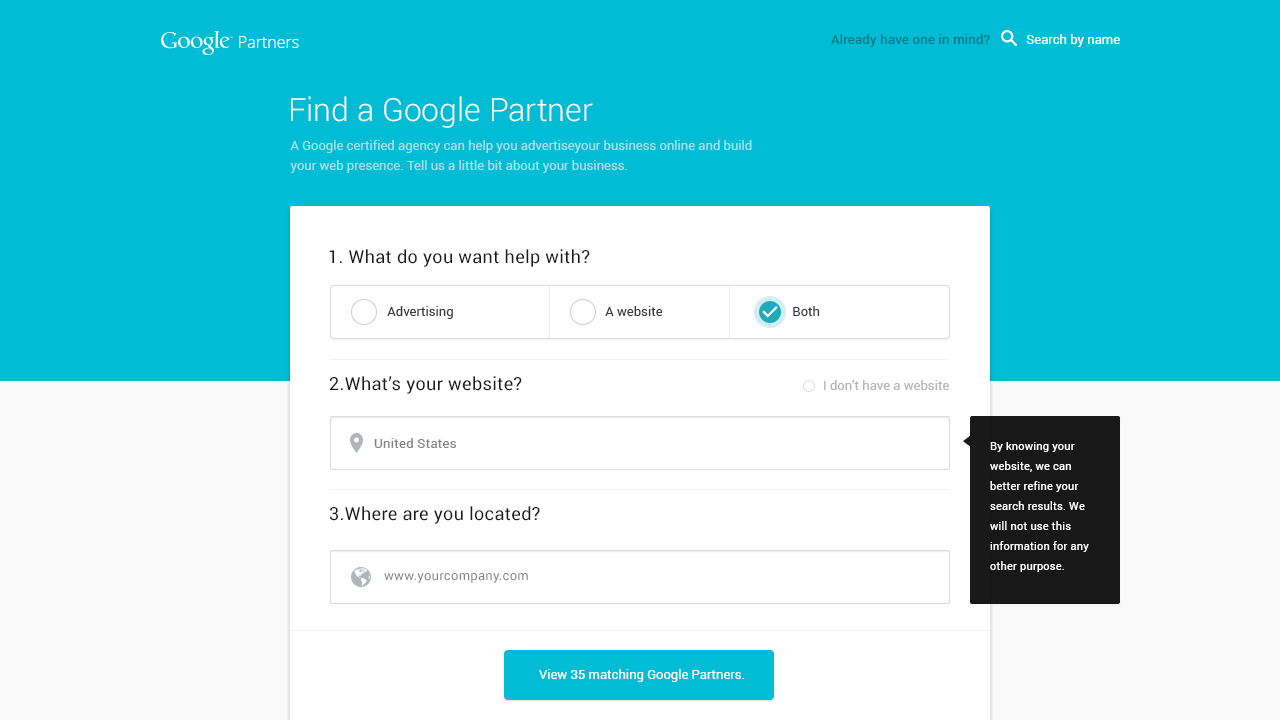 Google Partners
Already have one in mind? Search by name
Find a Google Partner
A Google certified agency can help you advertiseyour business online and build
your web presence. Tell us a little bit about your business.
1. What do you want help with?
Advertising
A website
Both
2.What’s your website?
I don’t have a website
United States
By knowing your
website, we can
better refine your
search results. We
will not use this
information for any
other purpose.
3.Where are you located?
www.yourcompany.com
View 35 matching Google Partners.